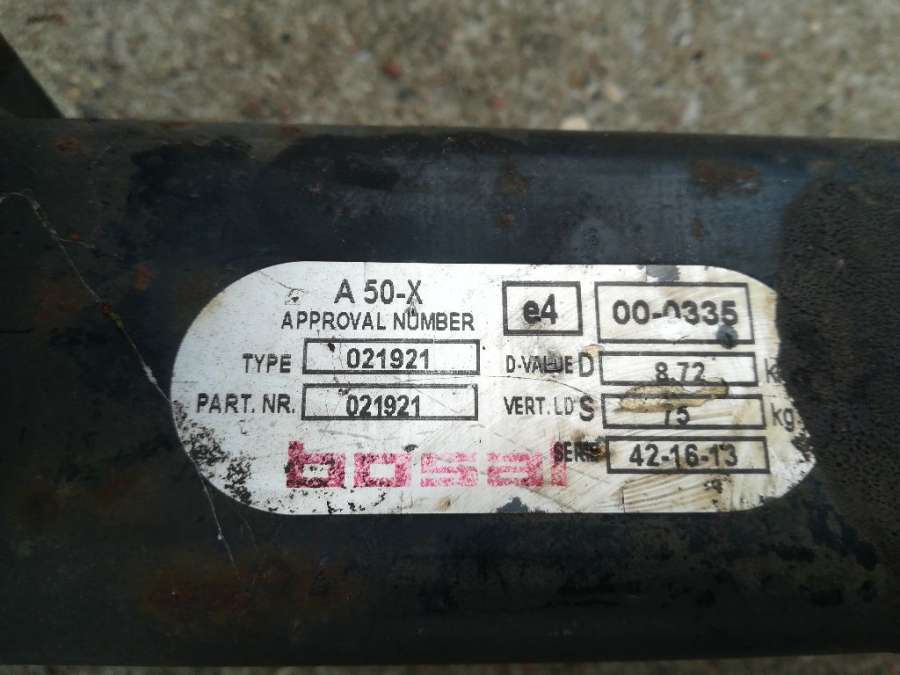 A 50-X
APPROVAL NUMBER
e4
00-0335
TYPE 021921
D-VALUE D 8.72 k
PART. NR. 021921
VERT. LD S 75 kg
bosal
SERIE 42-16-13